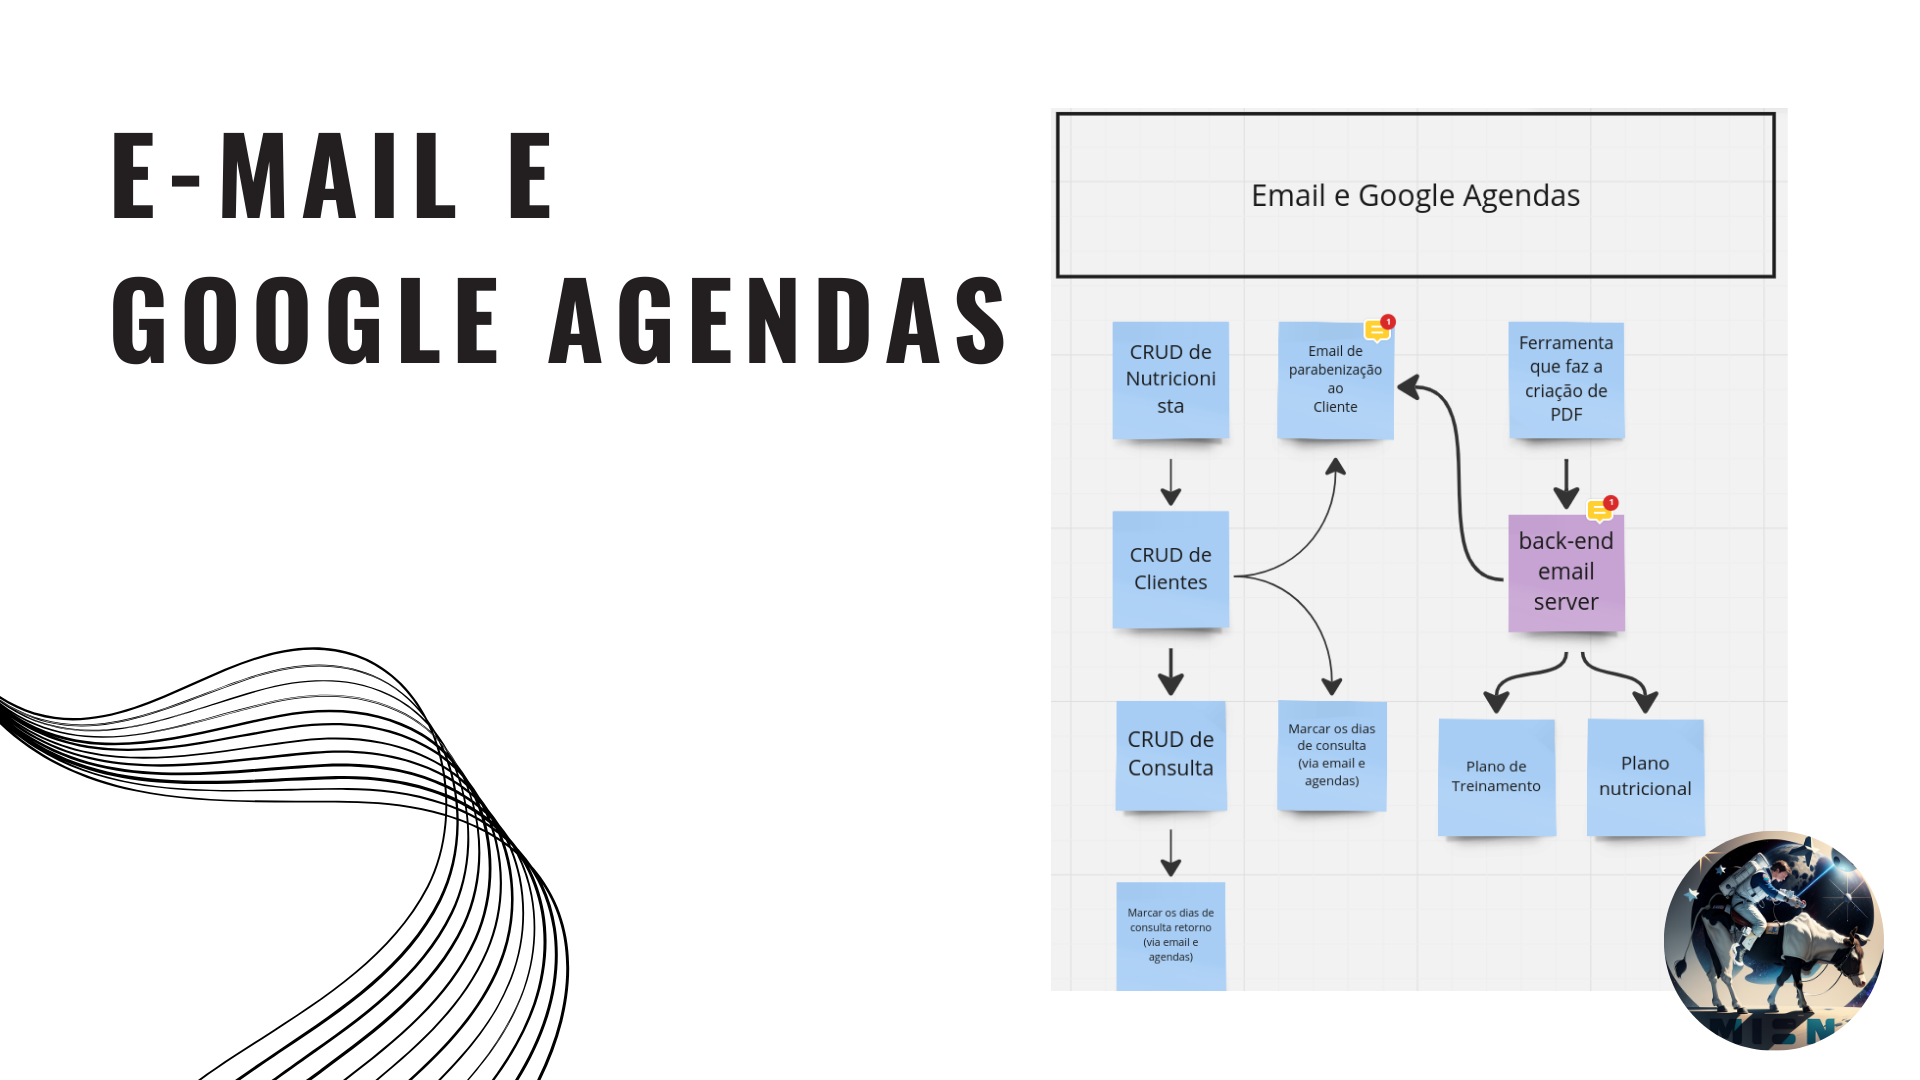 E-MAIL E
GOOGLE AGENDAS
Email e Google Agendas
CRUD de
Nutricioni
sta
Email de
parabenização
ao
Cliente
1
Ferramenta
que faz a
criação de
PDF
CRUD de
Clientes
1
back-end
email
server
CRUD de
Consulta
Marcar os dias
de consulta
(via email e
agendas)
Plano de
Treinamento
Plano
nutricional
Marcar os dias de
consulta retorno
(via email e
agendas)